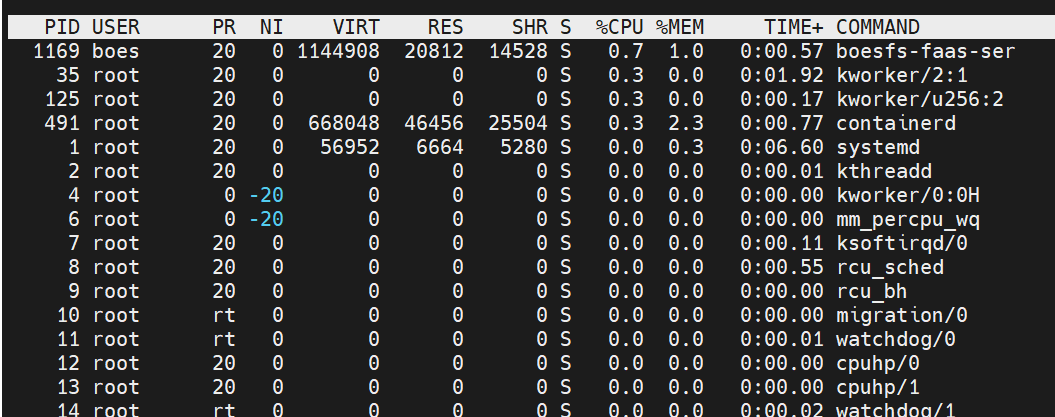 PID USER PR NI VIRT RES SHR S %CPU %MEM TIME+ COMMAND
1169 boes 20 0 1144908 20812 14528 S 0.7 1.0 0:00.57 boesfs-faas-ser
35 root 20 0 0 0 0 S 0.3 0.0 0:01.92 kworker/2:1
125 root 20 0 0 0 0 S 0.3 0.0 0:00.17 kworker/u256:2
491 root 20 0 668048 46456 25504 S 0.3 2.3 0:00.77 containerd
1 root 20 0 56952 6664 5280 S 0.0 0.3 0:06.60 systemd
2 root 20 0 0 0 0 S 0.0 0.0 0:00.01 kthreadd
4 root 0 -20 0 0 0 S 0.0 0.0 0:00.00 kworker/0:0H
6 root 0 -20 0 0 0 S 0.0 0.0 0:00.00 mm_percpu_wq
7 root 20 0 0 0 0 S 0.0 0.0 0:00.11 ksoftirqd/0
8 root 20 0 0 0 0 S 0.0 0.0 0:00.55 rcu_sched
9 root 20 0 0 0 0 S 0.0 0.0 0:00.00 rcu_bh
10 root rt 0 0 0 0 S 0.0 0.0 0:00.00 migration/0
11 root rt 0 0 0 0 S 0.0 0.0 0:00.01 watchdog/0
12 root 20 0 0 0 0 S 0.0 0.0 0:00.00 cpuhp/0
13 root 20 0 0 0 0 S 0.0 0.0 0:00.00 cpuhp/1
14 root rt 0 0 0 0 S 0.0 0.0 0:00.02 watchdog/1